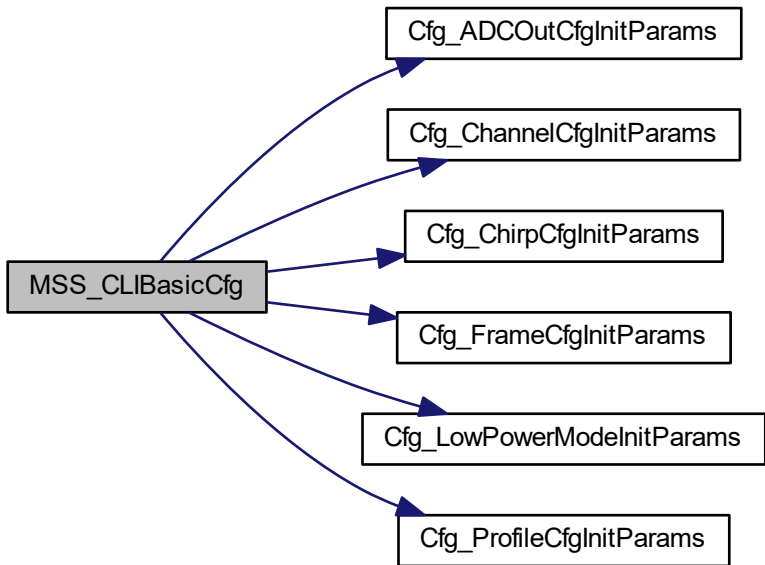 Cfg_ADCOutCfgInitParams
Cfg_ChannelCfgInitParams
Cfg_ChirpCfgInitParams
MSS_CLIBasicCfg
Cfg_FrameCfgInitParams
Cfg_LowPowerModeInitParams
Cfg_ProfileCfgInitParams